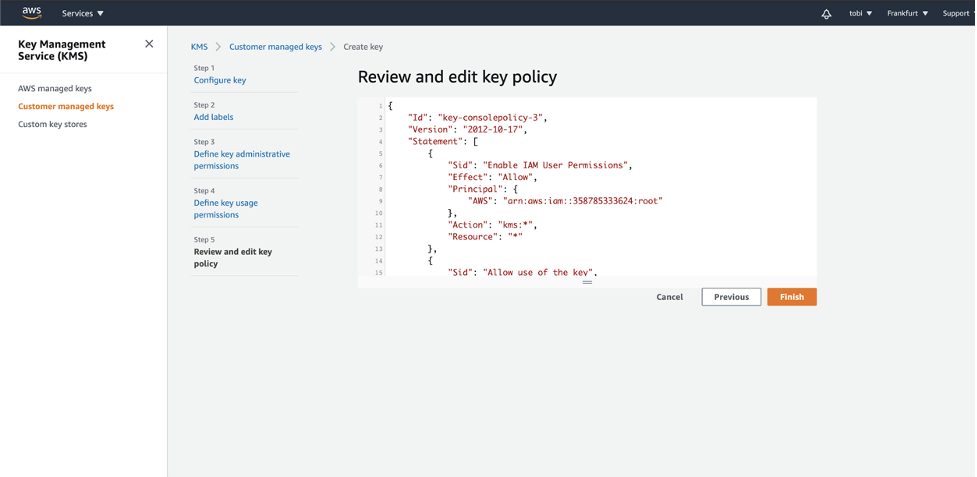 aws Services tobi Frankfurt Support
Key Management
Service (KMS)
AWS managed keys
Customer managed keys
Custom key stores
KMS Customer managed keys Create key
Step 1
Configure key
Step 2
Add labels
Step 3
Define key administrative
permissions
Step 4
Define key usage
permissions
Step 5
Review and edit key
policy
Review and edit key policy
1 {
2 "Id": "key-consolepolicy-3",
3 "Version": "2012-10-17",
4 "Statement": [
5 {
6 "Sid": "Enable IAM User Permissions",
7 "Effect": "Allow",
8 "Principal": {
9 "AWS": "arn:aws:iam::358785333624:root"
10 },
11 "Action": "kms:*",
12 "Resource": "*"
13 },
14 {
15 "Sid": "Allow use of the key",
Cancel Previous Finish